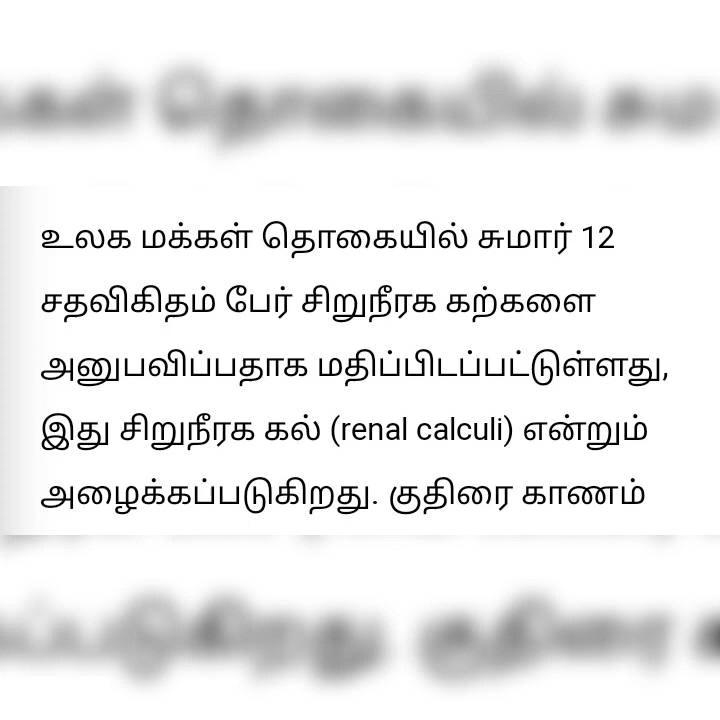 உலக மக்கள் தொகையில் சுமார் 12
சதவிகிதம் பேர் சிறுநீரக கற்களை
அனுபவிப்பதாக மதிப்பிடப்பட்டுள்ளது,
இது சிறுநீரக கல் (renal calculi) என்றும்
அழைக்கப்படுகிறது. குதிரை காணம்